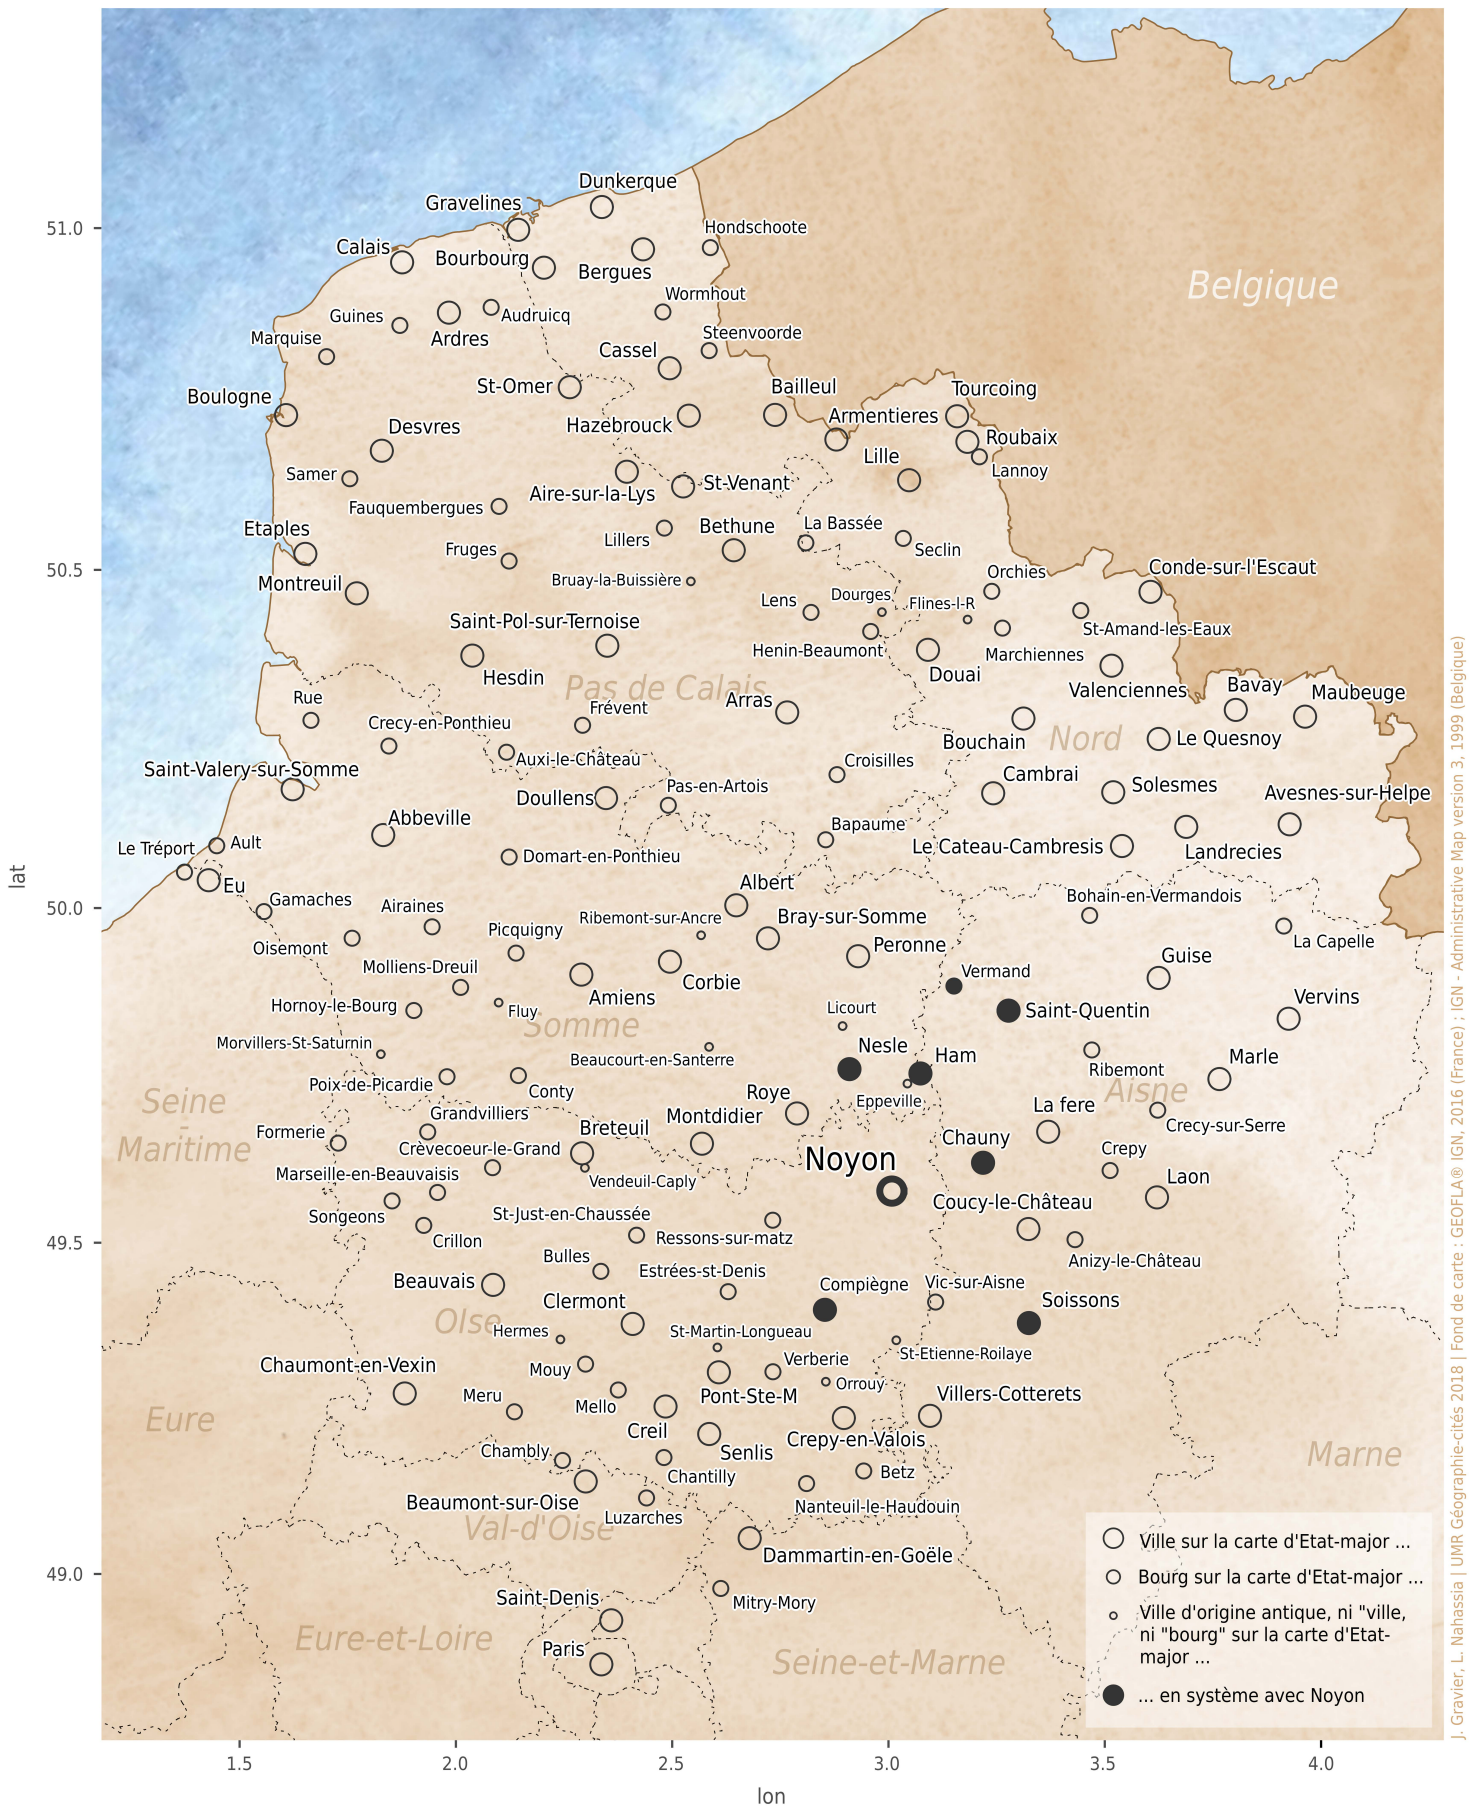 Dunkerque
Gravelines
Hondschoote
Calais
Bourbourg
Bergues
Belgique
Wormhout
Guines
Audruicq
Marquise
Ardres
Steenvoorde
Cassel
St-Omer
Bailleul
Tourcoing
Boulogne
Armentieres
Desvres
Hazebrouck
Roubaix
Lille
Lannoy
Samer
St-Venant
Aire-sur-la-Lys
Fauquembergues
Etaples
Bethune
La Bassée
Lillers
Fruges
Seclin
Conde-sur-l'Escaut
Orchies
Bruay-la-Buissière
Montreuil
Lens
Dourges
Flines-l-R
Saint-Pol-sur-Ternoise
St-Amand-les-Eaux
Henin-Beaumont
Marchiennes
Hesdin
Douai
Pas de Calais
Valenciennes
Bavay
Maubeuge
Rue
Arras
Frévent
Crecy-en-Ponthieu
Nord
Bouchain
Le Quesnoy
Auxi-le-Château
Croisilles
Saint-Valery-sur-Somme
Cambrai
Pas-en-Artois
Solesmes
Doullens
Avesnes-sur-Helpe
Abbeville
Bapaume
Le Tréport
Ault
Le Cateau-Cambresis
Landrecies
Domart-en-Ponthieu
Eu
Albert
Bohain-en-Vermandois
Gamaches
Airaines
Ribemont-sur-Ancre
Bray-sur-Somme
Picquigny
Oisemont
Peronne
La Capelle
Guise
Molliens-Dreuil
Vermand
Corbie
Amiens
Vervins
Hornoy-le-Bourg
Fluy
Licourt
Saint-Quentin
Somme
Morvillers-St-Saturnin
Nesle
Ham
Beaucourt-en-Santerre
Marle
Ribemont
Poix-de-Picardie
Conty
Roye
Eppeville
Aisne
Seine
-
Maritime
Grandvilliers
Montdidier
La fere
Formerie
Breteuil
Crecy-sur-Serre
Chauny
Crèvecoeur-le-Grand
Crepy
Noyon
Marseille-en-Beauvaisis
Vendeuil-Caply
Laon
Coucy-le-Château
Songeons
St-Just-en-Chaussée
Crillon
Ressons-sur-matz
Bulles
Anizy-le-Château
Estrées-st-Denis
Beauvais
Compiègne
Vic-sur-Aisne
Clermont
Soissons
Oise
Hermes
St-Martin-Longueau
St-Etienne-Roilaye
Chaumont-en-Vexin
Mouy
Verberie
Orrouy
Meru
Mello
Pont-Ste-M
Villers-Cotterets
Eure
Creil
Crepy-en-Valois
Senlis
Marne
Chambly
Chantilly
Betz
Beaumont-sur-Oise
Luzarches
Nanteuil-le-Haudouin
Val-d'Oise
Dammartin-en-Goële
Saint-Denis
Mitry-Mory
Eure-et-Loire
Paris
Seine-et-Marne
Ville sur la carte d'Etat-major ...
Bourg sur la carte d'Etat-major ...
Ville d'origine antique, ni "ville,
ni "bourg" sur la carte d'Etat-
major ...
... en système avec Noyon
51.0
50.5
50.0
49.5
49.0
lat
1.5
2.0
2.5
3.0
3.5
4.0
lon
J. Gravier, L. Nahassia | UMR Géographie-cités 2018 | Fond de carte : GEOFLA® IGN, 2016 (France) ; IGN - Administrative Map version 3, 1999 (Belgique)